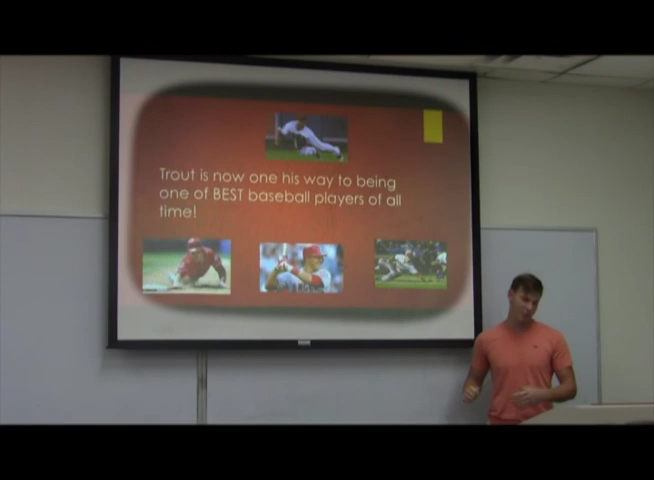 Trout is now one his way to being
one of BEST baseball players of all
time!